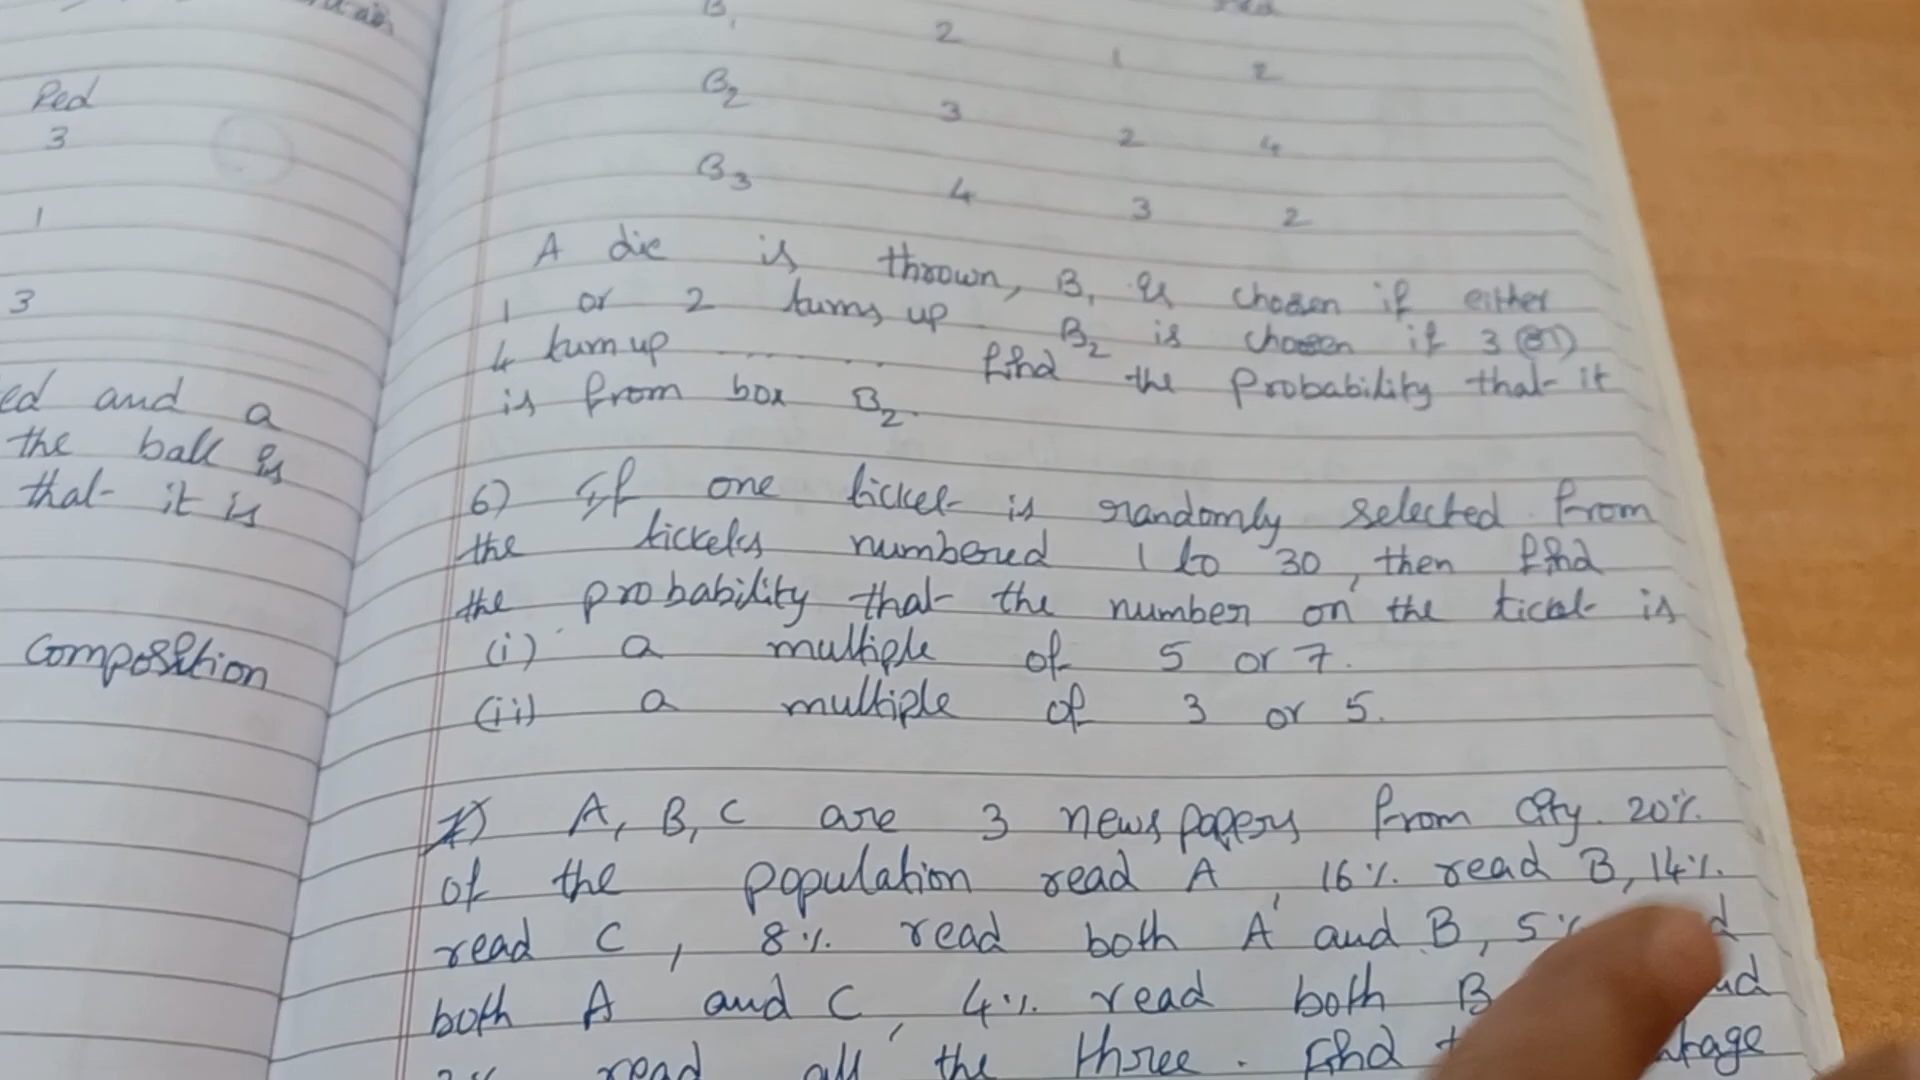 Red
3
1
3
ed and a
the ball is
that it is
Composition
B1 2 1 2
B2 3 2 4
B3 4 3 2
A die is thrown, B1 is chosen if either
1 or 2 turns up B2 is chosen if 3 (or)
4 turn up ........ find the probability that it
is from box B2.
6) If one ticket is randomly selected from
the tickets numbered 1 to 30, then find
the probability that the number on the ticket is
(i) a multiple of 5 or 7.
(ii) a multiple of 3 or 5.
7) A, B, C are 3 news papers from city. 20%
of the population read A, 16% read B, 14%
read C, 8% read both A and B, 5%
both A and C, 4% read both B
read all the three. find